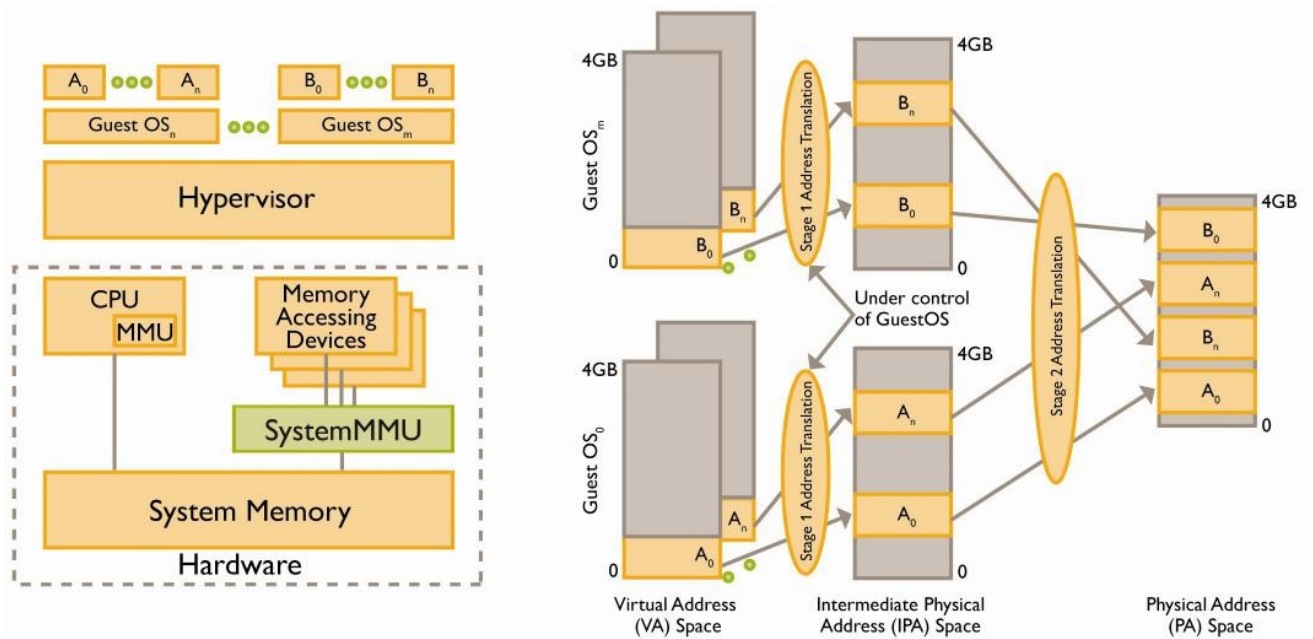 A₀ Aₙ B₀ Bₙ
Guest OSₙ Guest OSₘ
Hypervisor
CPU
MMU
Memory
Accessing
Devices
SystemMMU
System Memory
Hardware
4GB
Guest OSₘ
0
Bₙ
B₀
Stage 1 Address Translation
4GB
Bₙ
B₀
0
Under control
of GuestOS
4GB
Guest OS₀
0
Aₙ
A₀
Stage 1 Address Translation
4GB
Aₙ
A₀
0
Stage 2 Address Translation
4GB
B₀
Aₙ
Bₙ
A₀
0
Virtual Address
(VA) Space
Intermediate Physical
Address (IPA) Space
Physical Address
(PA) Space